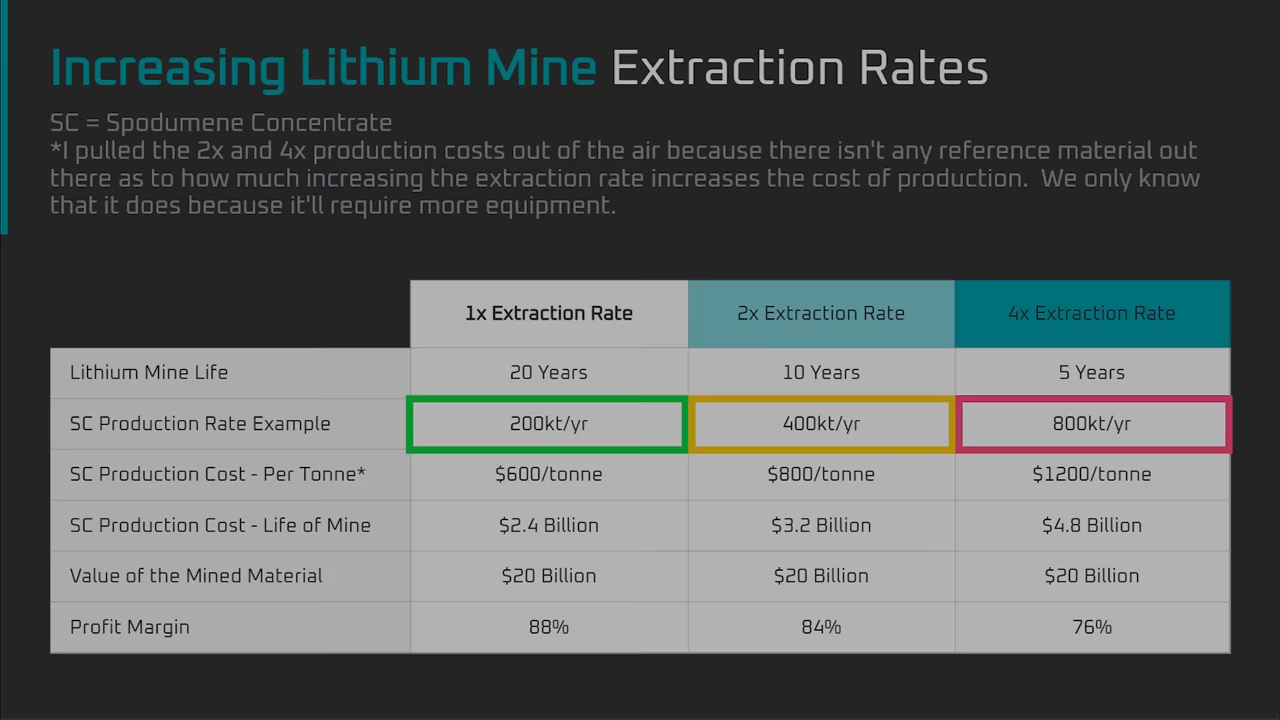 Increasing Lithium Mine Extraction Rates
SC = Spodumene Concentrate
*I pulled the 2x and 4x production costs out of the air because there isn't any reference material out
there as to how much increasing the extraction rate increases the cost of production.  We only know
that it does because it'll require more equipment.
1x Extraction Rate 2x Extraction Rate 4x Extraction Rate
Lithium Mine Life 20 Years 10 Years 5 Years
SC Production Rate Example 200kt/yr 400kt/yr 800kt/yr
SC Production Cost - Per Tonne* $600/tonne $800/tonne $1200/tonne
SC Production Cost - Life of Mine $2.4 Billion $3.2 Billion $4.8 Billion
Value of the Mined Material $20 Billion $20 Billion $20 Billion
Profit Margin 88% 84% 76%